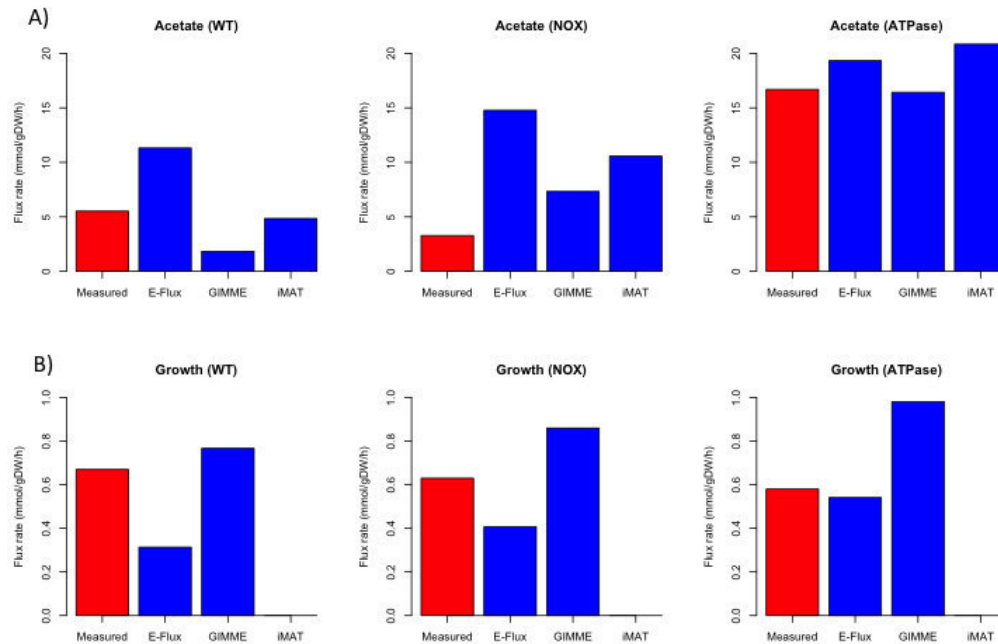 A)
Acetate (WT)
Flux rate (mmol/gDW/h)
0 5 10 15 20
Measured E-Flux GIMME iMAT
Acetate (NOX)
Flux rate (mmol/gDW/h)
0 5 10 15 20
Measured E-Flux GIMME iMAT
Acetate (ATPase)
Flux rate (mmol/gDW/h)
0 5 10 15 20
Measured E-Flux GIMME iMAT
B)
Growth (WT)
Flux rate (mmol/gDW/h)
0.0 0.2 0.4 0.6 0.8 1.0
Measured E-Flux GIMME iMAT
Growth (NOX)
Flux rate (mmol/gDW/h)
0.0 0.2 0.4 0.6 0.8 1.0
Measured E-Flux GIMME iMAT
Growth (ATPase)
Flux rate (mmol/gDW/h)
0.0 0.2 0.4 0.6 0.8 1.0
Measured E-Flux GIMME iMAT